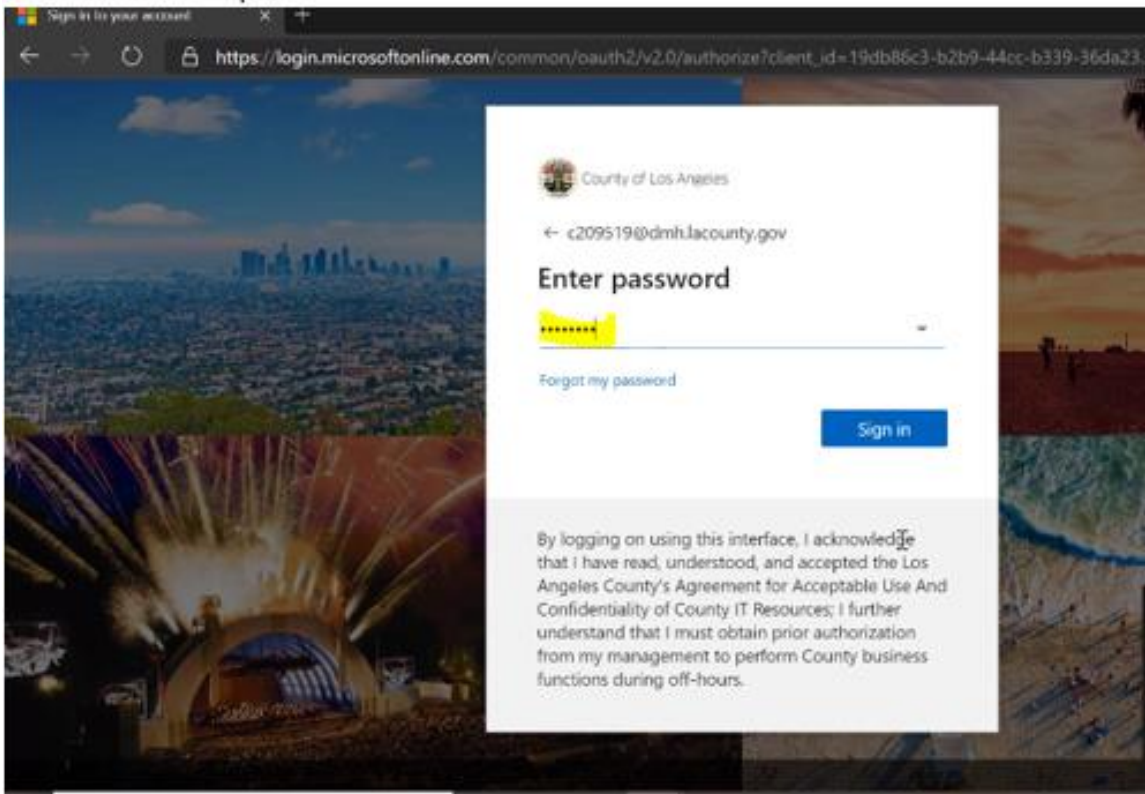 Sign in to your account
https://login.microsoftonline.com/common/oauth2/v2.0/authorize?client_id=19db86c3-b2b9-44cc-b339-36da23
County of Los Angeles
← c209519@dmh.lacounty.gov
Enter password
Forgot my password
Sign in
By logging on using this interface, I acknowledge
that I have read, understood, and accepted the Los
Angeles County's Agreement for Acceptable Use And
Confidentiality of County IT Resources; I further
understand that I must obtain prior authorization
from my management to perform County business
functions during off-hours.